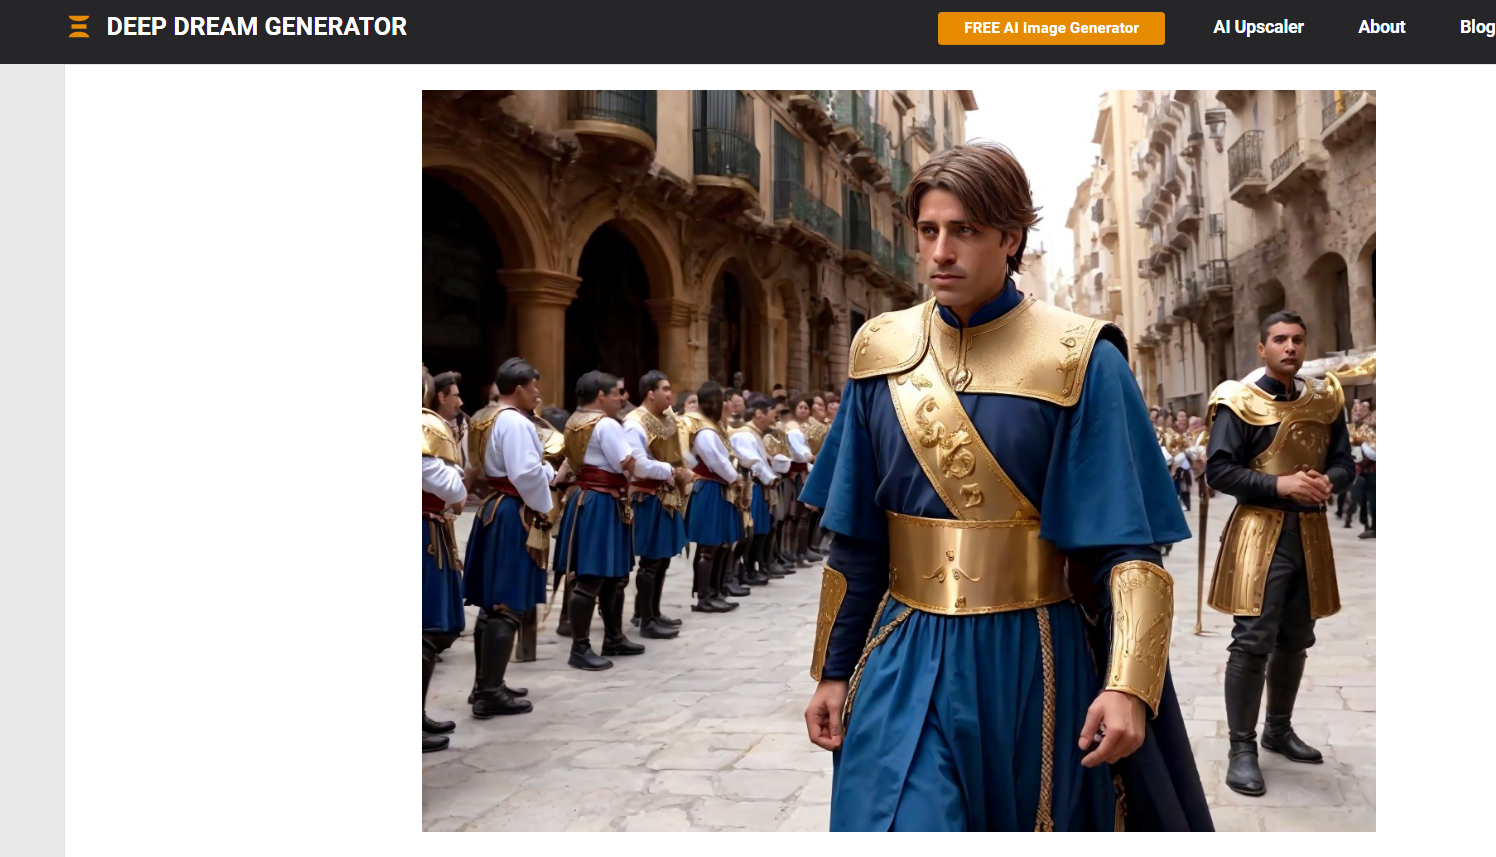 DEEP DREAM GENERATOR
FREE AI Image Generator
AI Upscaler
About
Blog